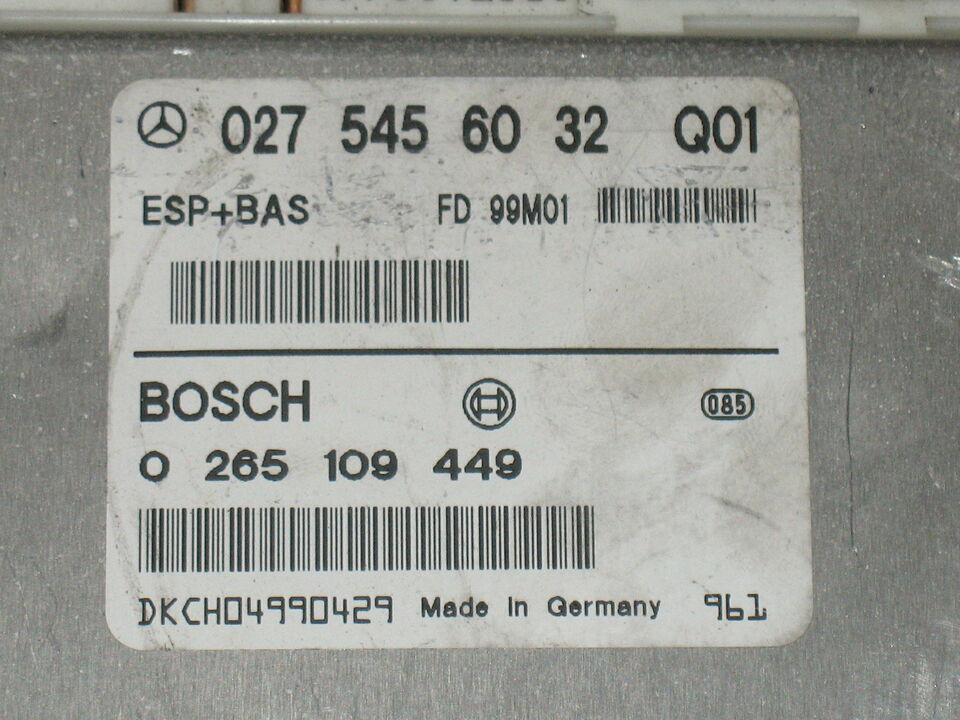 027 545 60 32 Q01
ESP+BAS FD 99M01
BOSCH 085
0 265 109 449
DKCH04990429 Made in Germany 961